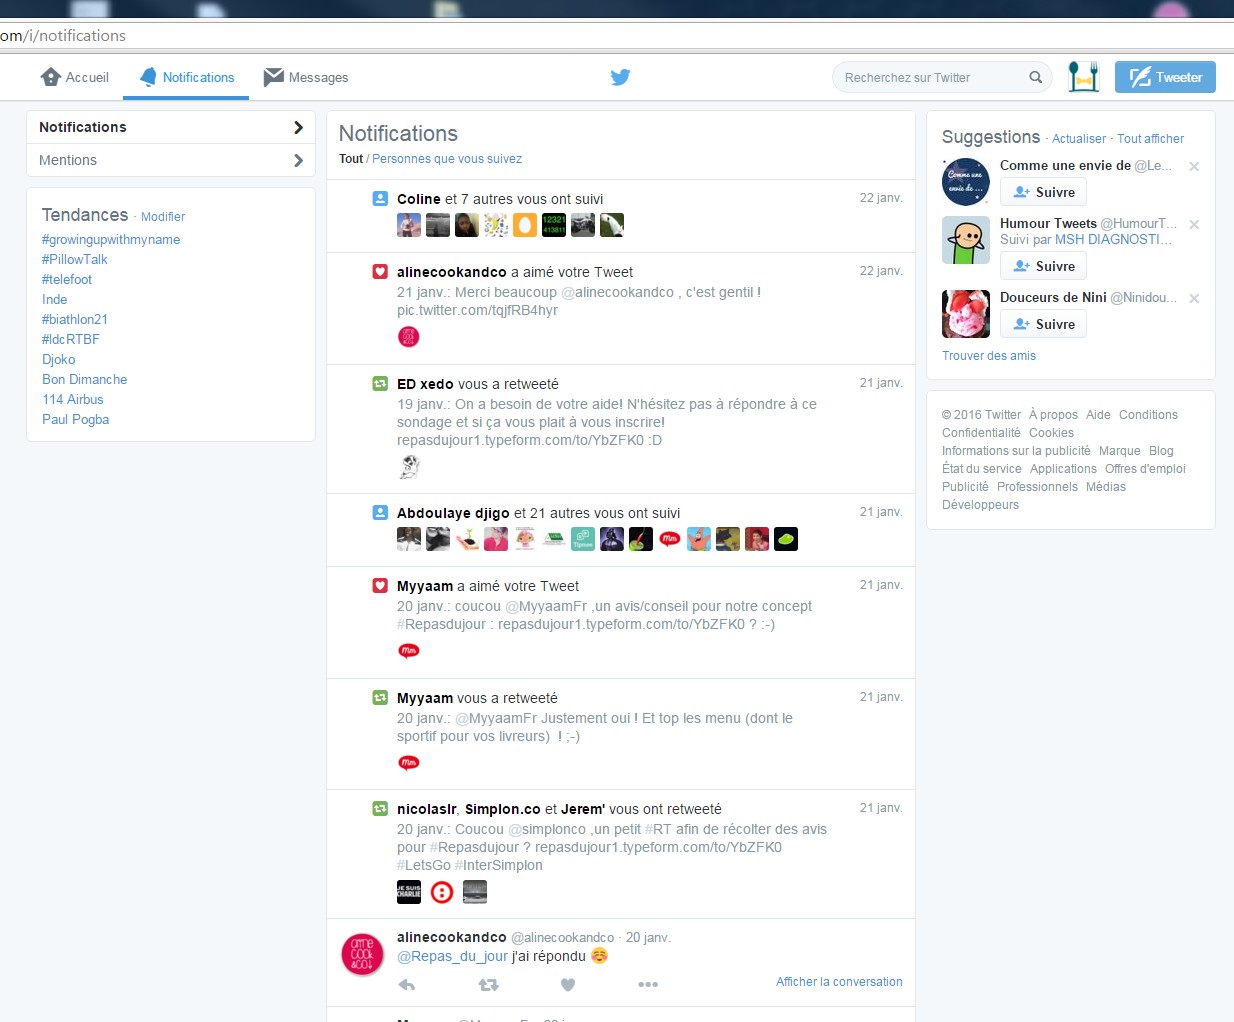 om/i/notifications
Accueil
Notifications
Messages
Recherchez sur Twitter
Tweeter
Notifications
Mentions
Tendances · Modifier
#growingupwithmyname
#PillowTalk
#telefoot
Inde
#biathlon21
#ldcRTBF
Djoko
Bon Dimanche
114 Airbus
Paul Pogba
Notifications
Tout / Personnes que vous suivez
Coline et 7 autres vous ont suivi
22 janv.
12321
413811
alinecookandco a aimé votre Tweet
22 janv.
21 janv.: Merci beaucoup @alinecookandco , c'est gentil !
pic.twitter.com/tqjfRB4hyr
ED xedo vous a retweeté
21 janv.
19 janv.: On a besoin de votre aide! N'hésitez pas à répondre à ce
sondage et si ça vous plait à vous inscrire!
repasdujour1.typeform.com/to/YbZFK0 :D
Abdoulaye djigo et 21 autres vous ont suivi
21 janv.
mm
Myyaam a aimé votre Tweet
21 janv.
20 janv.: coucou @MyyaamFr ,un avis/conseil pour notre concept
#Repasdujour : repasdujour1.typeform.com/to/YbZFK0 ? :-)
mm
Myyaam vous a retweeté
21 janv.
20 janv.: @MyyaamFr Justement oui ! Et top les menu (dont le
sportif pour vos livreurs)  ! ;-)
mm
nicolaslr, Simplon.co et Jerem' vous ont retweeté
21 janv.
20 janv.: Coucou @simplonco ,un petit #RT afin de récolter des avis
pour #Repasdujour ? repasdujour1.typeform.com/to/YbZFK0
#LetsGo #InterSimplon
JE SUIS
CHARLIE
alinecookandco @alinecookandco · 20 janv.
@Repas_du_jour j'ai répondu ☺
Afficher la conversation
Suggestions · Actualiser · Tout afficher
Comme une envie de @Le...
Comme une
envie de ...
Suivre
Humour Tweets @HumourT...
Suivi par MSH DIAGNOSTI...
Suivre
Douceurs de Nini @Ninidou...
Suivre
Trouver des amis
© 2016 Twitter À propos Aide Conditions
Confidentialité Cookies
Informations sur la publicité Marque Blog
État du service Applications Offres d'emploi
Publicité Professionnels Médias
Développeurs